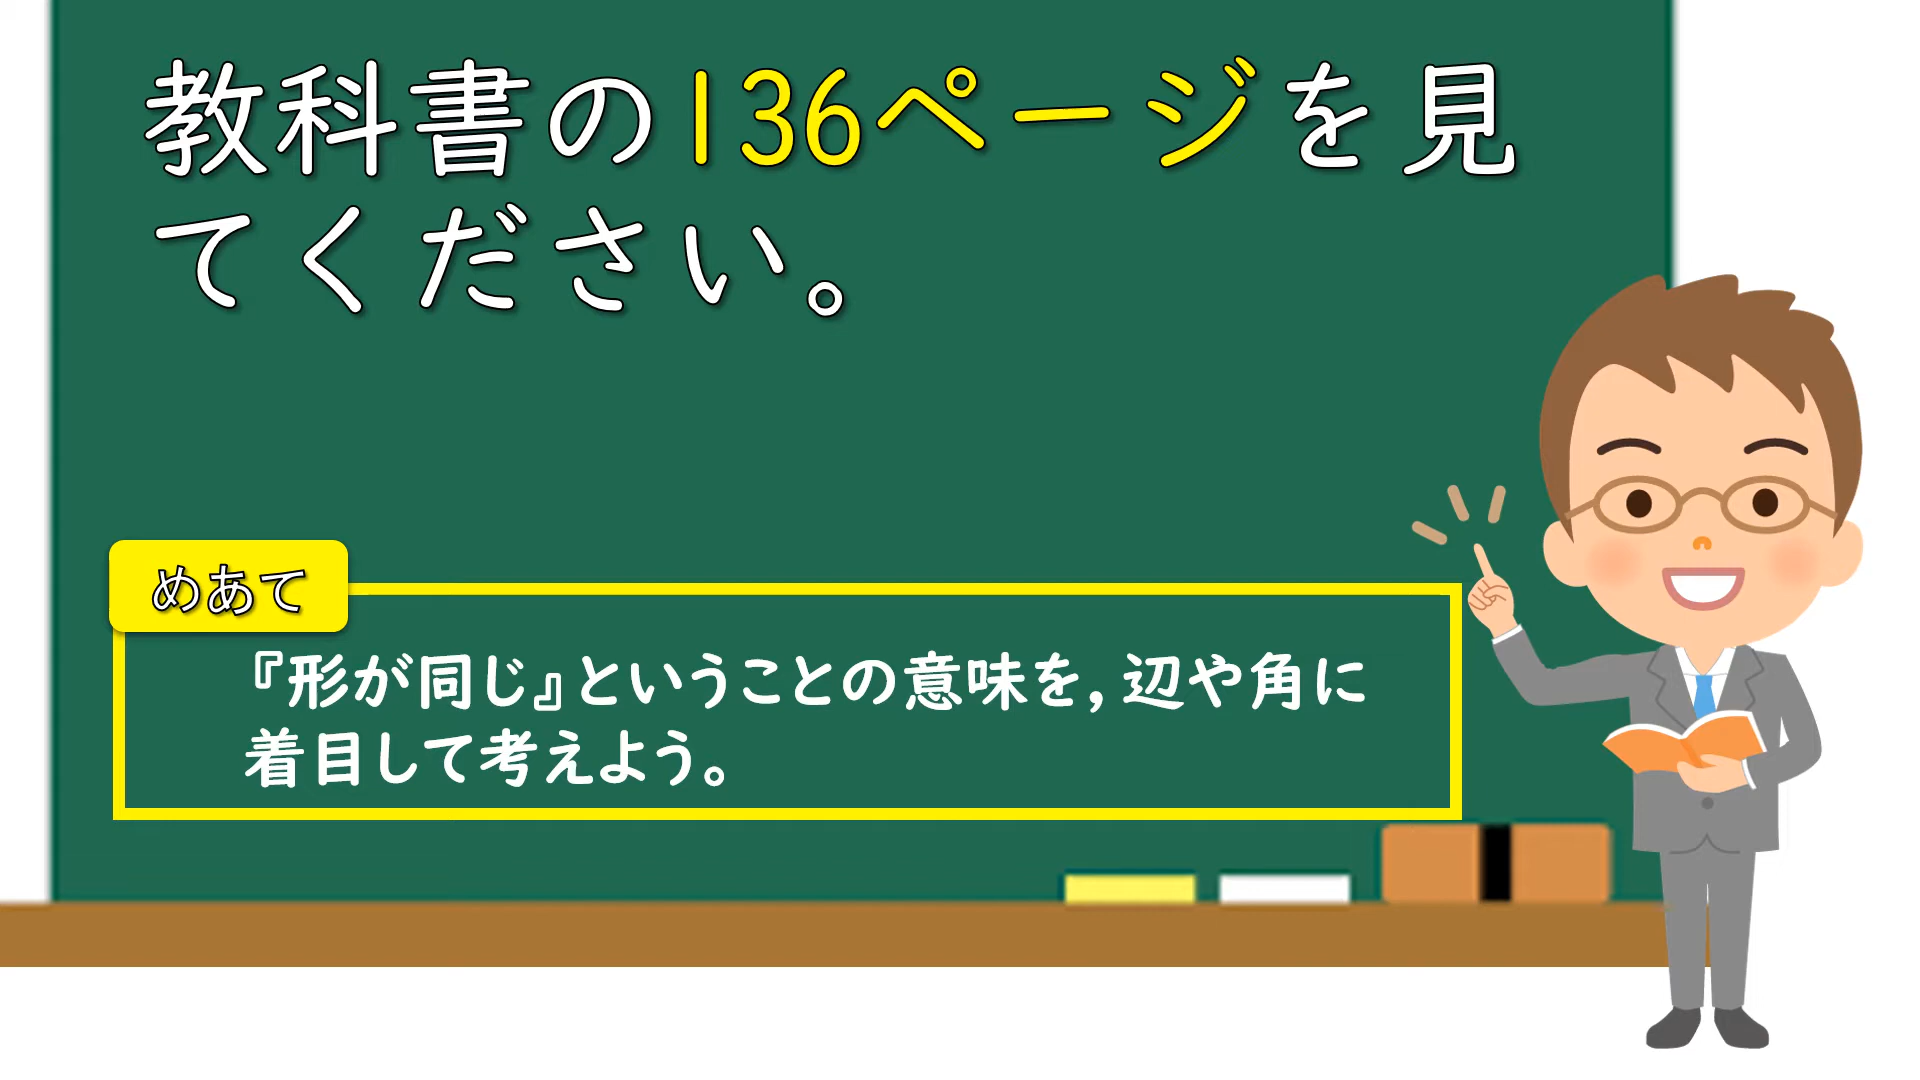 教科書の136ページを見
てください。
めあて
『形が同じ』ということの意味を，辺や角に
着目して考えよう。